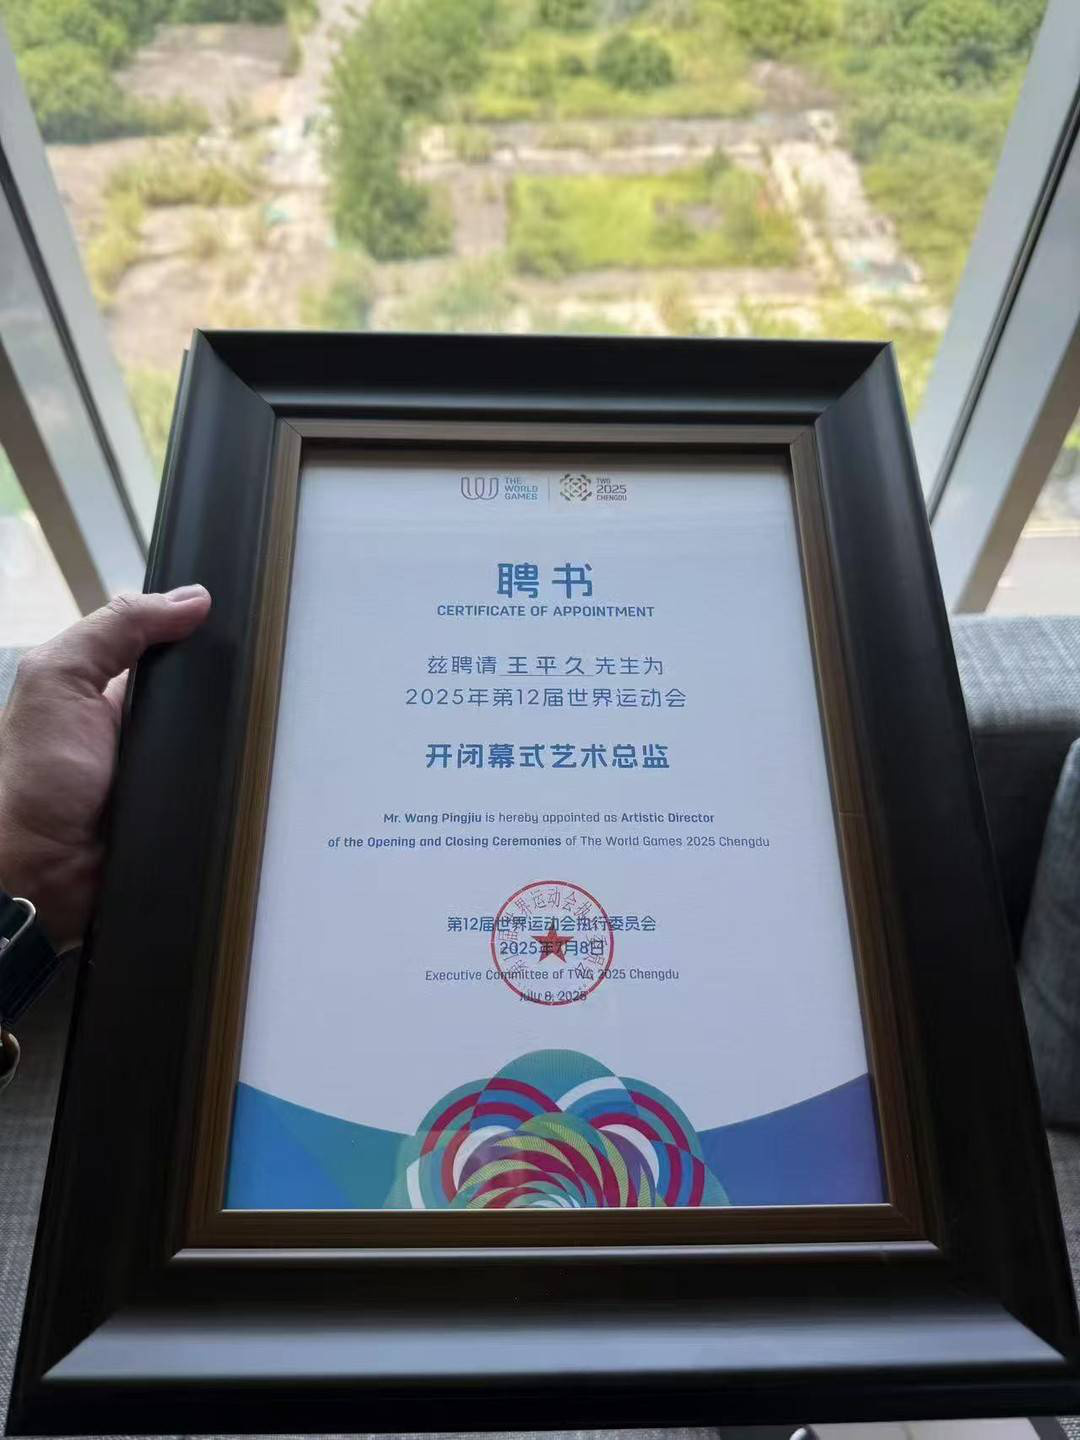 THE
WORLD
GAMES
TWG
2025
CHENGDU
聘书
CERTIFICATE OF APPOINTMENT
兹聘请 王平久 先生为
2025年第12届世界运动会
开闭幕式艺术总监
Mr. Wang Pingjiu is hereby appointed as Artistic Director
of the Opening and Closing Ceremonies of The World Games 2025 Chengdu
第12届世界运动会执行委员会
2025年7月8日
Executive Committee of TWG 2025 Chengdu
July 8, 2025